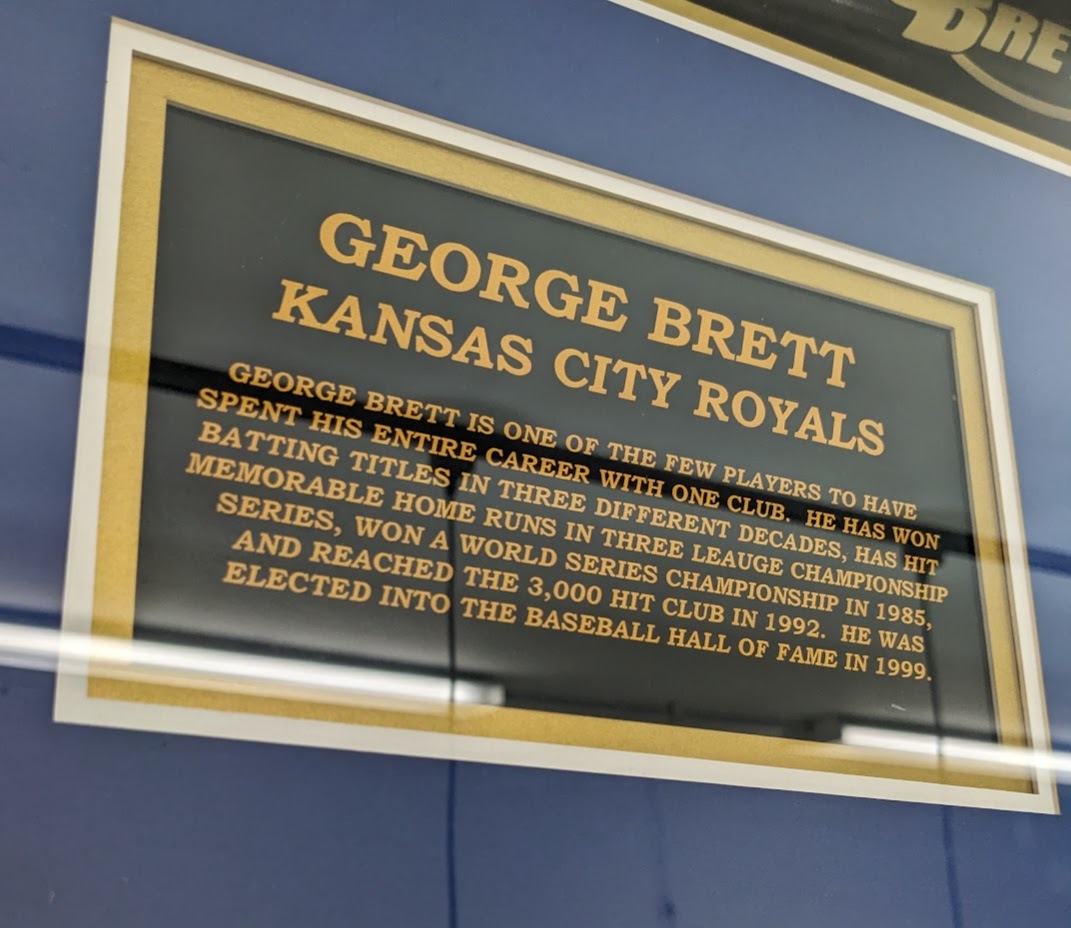 BRE
GEORGE BRETT
KANSAS CITY ROYALS
GEORGE BRETT IS ONE OF THE FEW PLAYERS TO HAVE
SPENT HIS ENTIRE CAREER WITH ONE CLUB. HE HAS WON
BATTING TITLES IN THREE DIFFERENT DECADES, HAS HIT
MEMORABLE HOME RUNS IN THREE LEAUGE CHAMPIONSHIP
SERIES, WON A WORLD SERIES CHAMPIONSHIP IN 1985,
AND REACHED THE 3,000 HIT CLUB IN 1992. HE WAS
ELECTED INTO THE BASEBALL HALL OF FAME IN 1999.